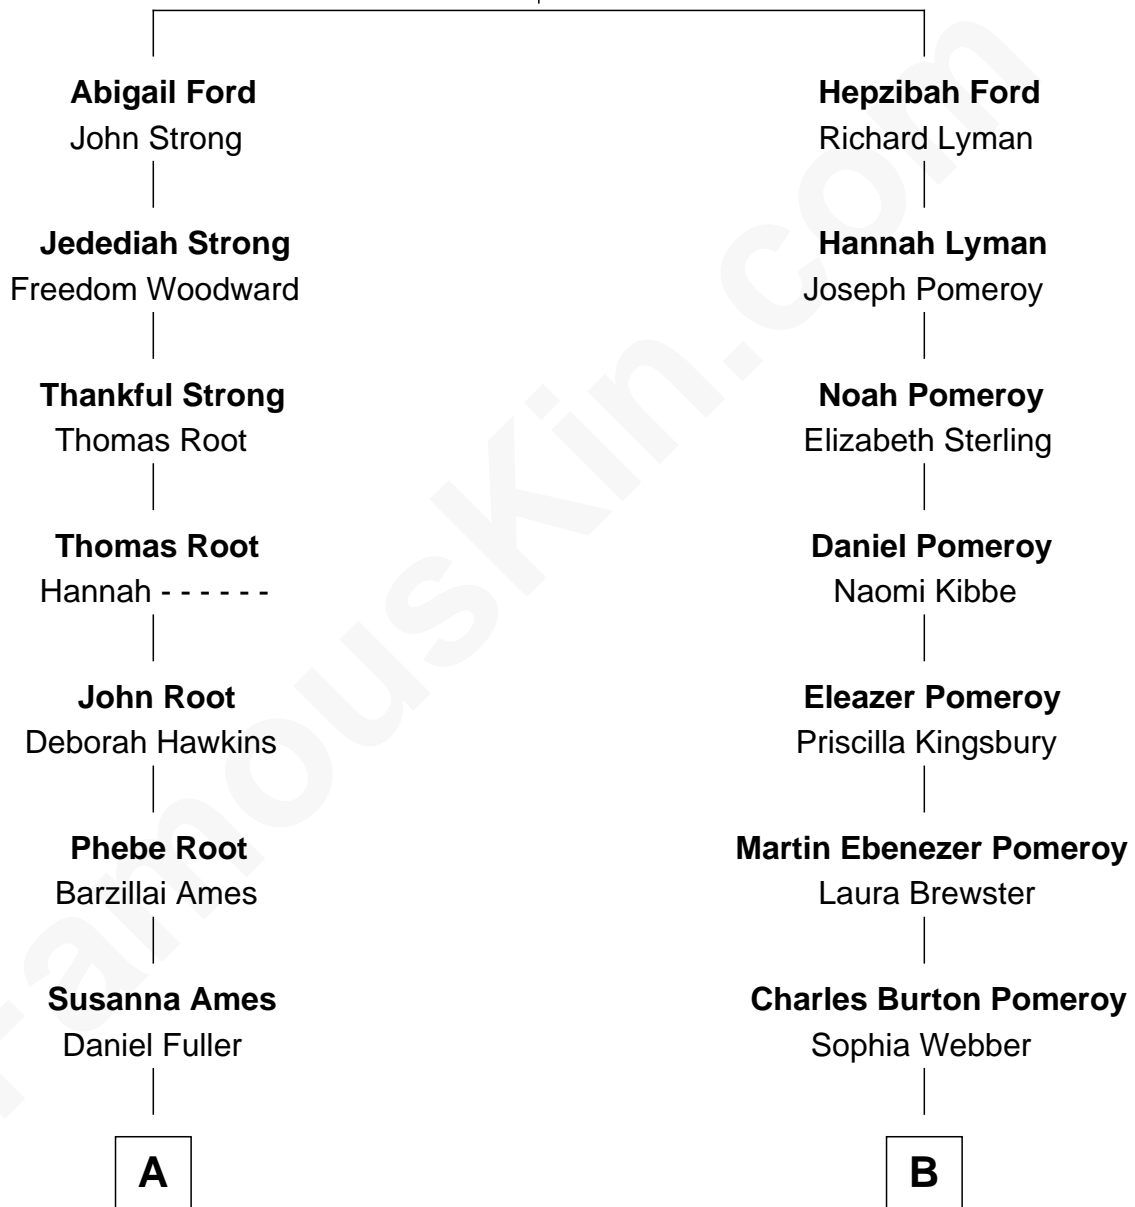 Abigail Ford
John Strong
Jedediah Strong
Freedom Woodward
Thankful Strong
Thomas Root
Thomas Root
Hannah - - - - - -
John Root
Deborah Hawkins
Phebe Root
Barzillai Ames
Susanna Ames
Daniel Fuller
A
Hepzibah Ford
Richard Lyman
Hannah Lyman
Joseph Pomeroy
Noah Pomeroy
Elizabeth Sterling
Daniel Pomeroy
Naomi Kibbe
Eleazer Pomeroy
Priscilla Kingsbury
Martin Ebenezer Pomeroy
Laura Brewster
Charles Burton Pomeroy
Sophia Webber
B
FamousKin.com